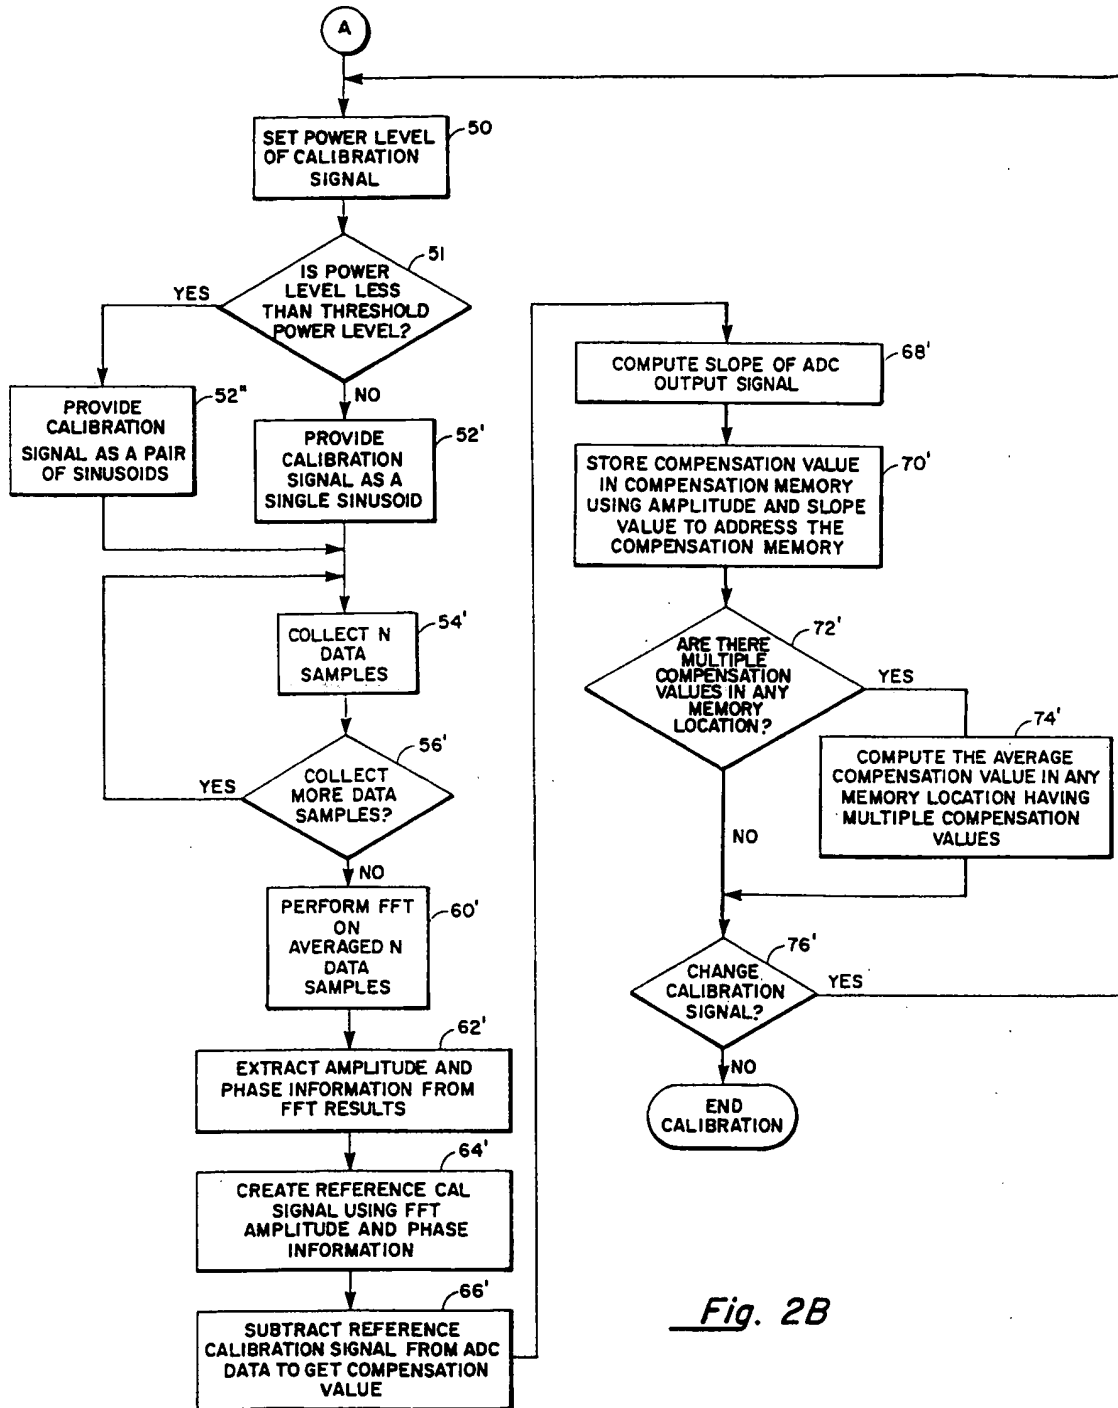 A
SET POWER LEVEL
OF CALIBRATION
SIGNAL
50
IS POWER
LEVEL LESS
THAN THRESHOLD
POWER LEVEL?
51
YES
NO
PROVIDE
CALIBRATION
SIGNAL AS A PAIR
OF SINUSOIDS
52"
PROVIDE
CALIBRATION
SIGNAL AS A
SINGLE SINUSOID
52'
COLLECT N
DATA
SAMPLES
54'
COLLECT
MORE DATA
SAMPLES?
56'
YES
NO
PERFORM FFT
ON
AVERAGED N
DATA
SAMPLES
60'
EXTRACT AMPLITUDE AND
PHASE INFORMATION FROM
FFT RESULTS
62'
CREATE REFERENCE CAL
SIGNAL USING FFT
AMPLITUDE AND PHASE
INFORMATION
64'
SUBTRACT REFERENCE
CALIBRATION SIGNAL FROM ADC
DATA TO GET COMPENSATION
VALUE
66'
COMPUTE SLOPE OF ADC
OUTPUT SIGNAL
68'
STORE COMPENSATION VALUE
IN COMPENSATION MEMORY
USING AMPLITUDE AND SLOPE
VALUE TO ADDRESS THE
COMPENSATION MEMORY
70'
ARE THERE
MULTIPLE
COMPENSATION
VALUES IN ANY
MEMORY
LOCATION?
72'
YES
NO
COMPUTE THE AVERAGE
COMPENSATION VALUE IN ANY
MEMORY LOCATION HAVING
MULTIPLE COMPENSATION
VALUES
74'
CHANGE
CALIBRATION
SIGNAL?
76'
YES
NO
END
CALIBRATION
Fig. 2B